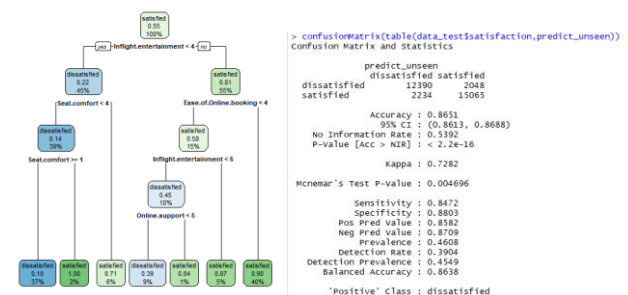 satisfied
0.55
100%
yes Inflight.entertainment < 4 no
dissatisfied
0.22
45%
satisfied
0.81
55%
Seat.comfort < 4
Ease.of.Online.booking < 4
dissatisfied
0.14
39%
satisfied
0.58
15%
Seat.comfort >= 1
Inflight.entertainment < 5
dissatisfied
0.45
10%
Online.support < 5
dissatisfied
0.10
37%
satisfied
1.00
2%
satisfied
0.71
6%
dissatisfied
0.39
9%
satisfied
0.84
1%
satisfied
0.87
5%
satisfied
0.90
40%
> confusionMatrix(table(data_test$satisfaction,predict_unseen))
Confusion Matrix and Statistics
predict_unseen
dissatisfied satisfied
dissatisfied 12390 2048
satisfied 2234 15065
Accuracy : 0.8651
95% CI : (0.8613, 0.8688)
No Information Rate : 0.5392
P-Value [Acc > NIR] : < 2.2e-16
Kappa : 0.7282
Mcnemar's Test P-Value : 0.004696
Sensitivity : 0.8472
Specificity : 0.8803
Pos Pred Value : 0.8582
Neg Pred Value : 0.8709
Prevalence : 0.4608
Detection Rate : 0.3904
Detection Prevalence : 0.4549
Balanced Accuracy : 0.8638
'Positive' Class : dissatisfied